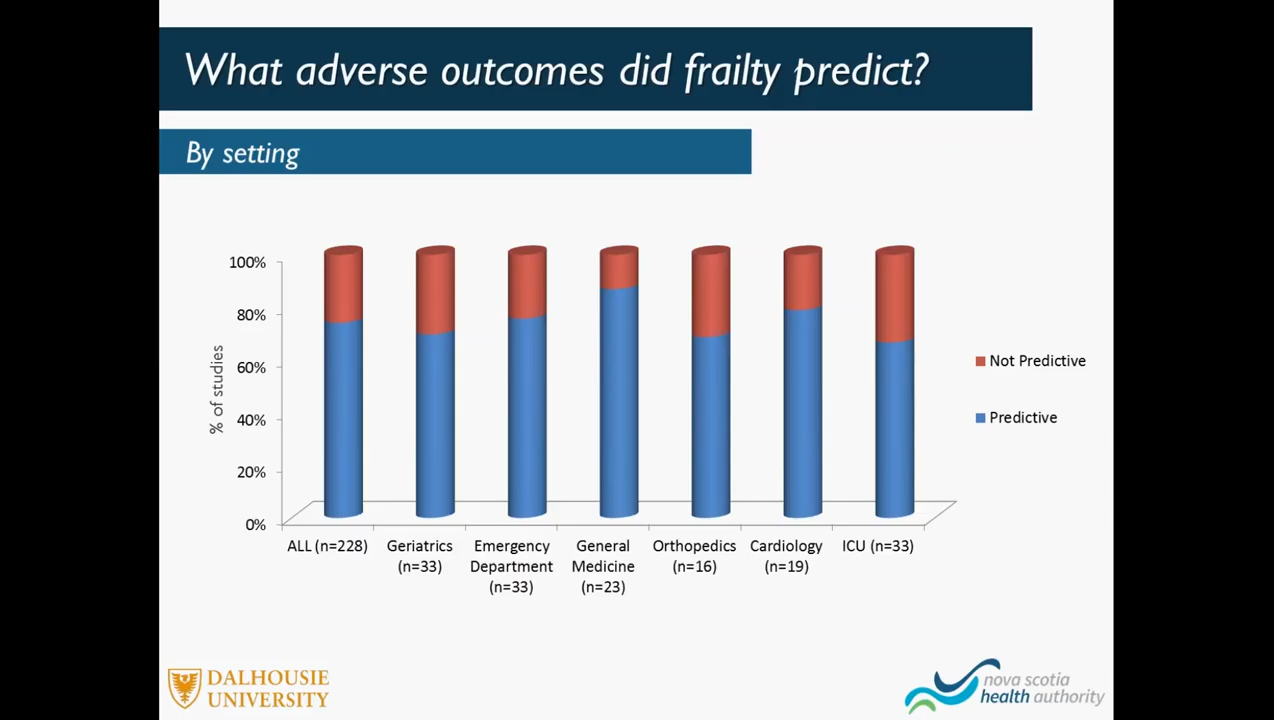 What adverse outcomes did frailty predict?
By setting
100%
80%
60%
40%
20%
0%
% of studies
ALL (n=228)
Geriatrics
(n=33)
Emergency
Department
(n=33)
General
Medicine
(n=23)
Orthopedics
(n=16)
Cardiology
(n=19)
ICU (n=33)
Not Predictive
Predictive
DALHOUSIE
UNIVERSITY
nova scotia
health authority